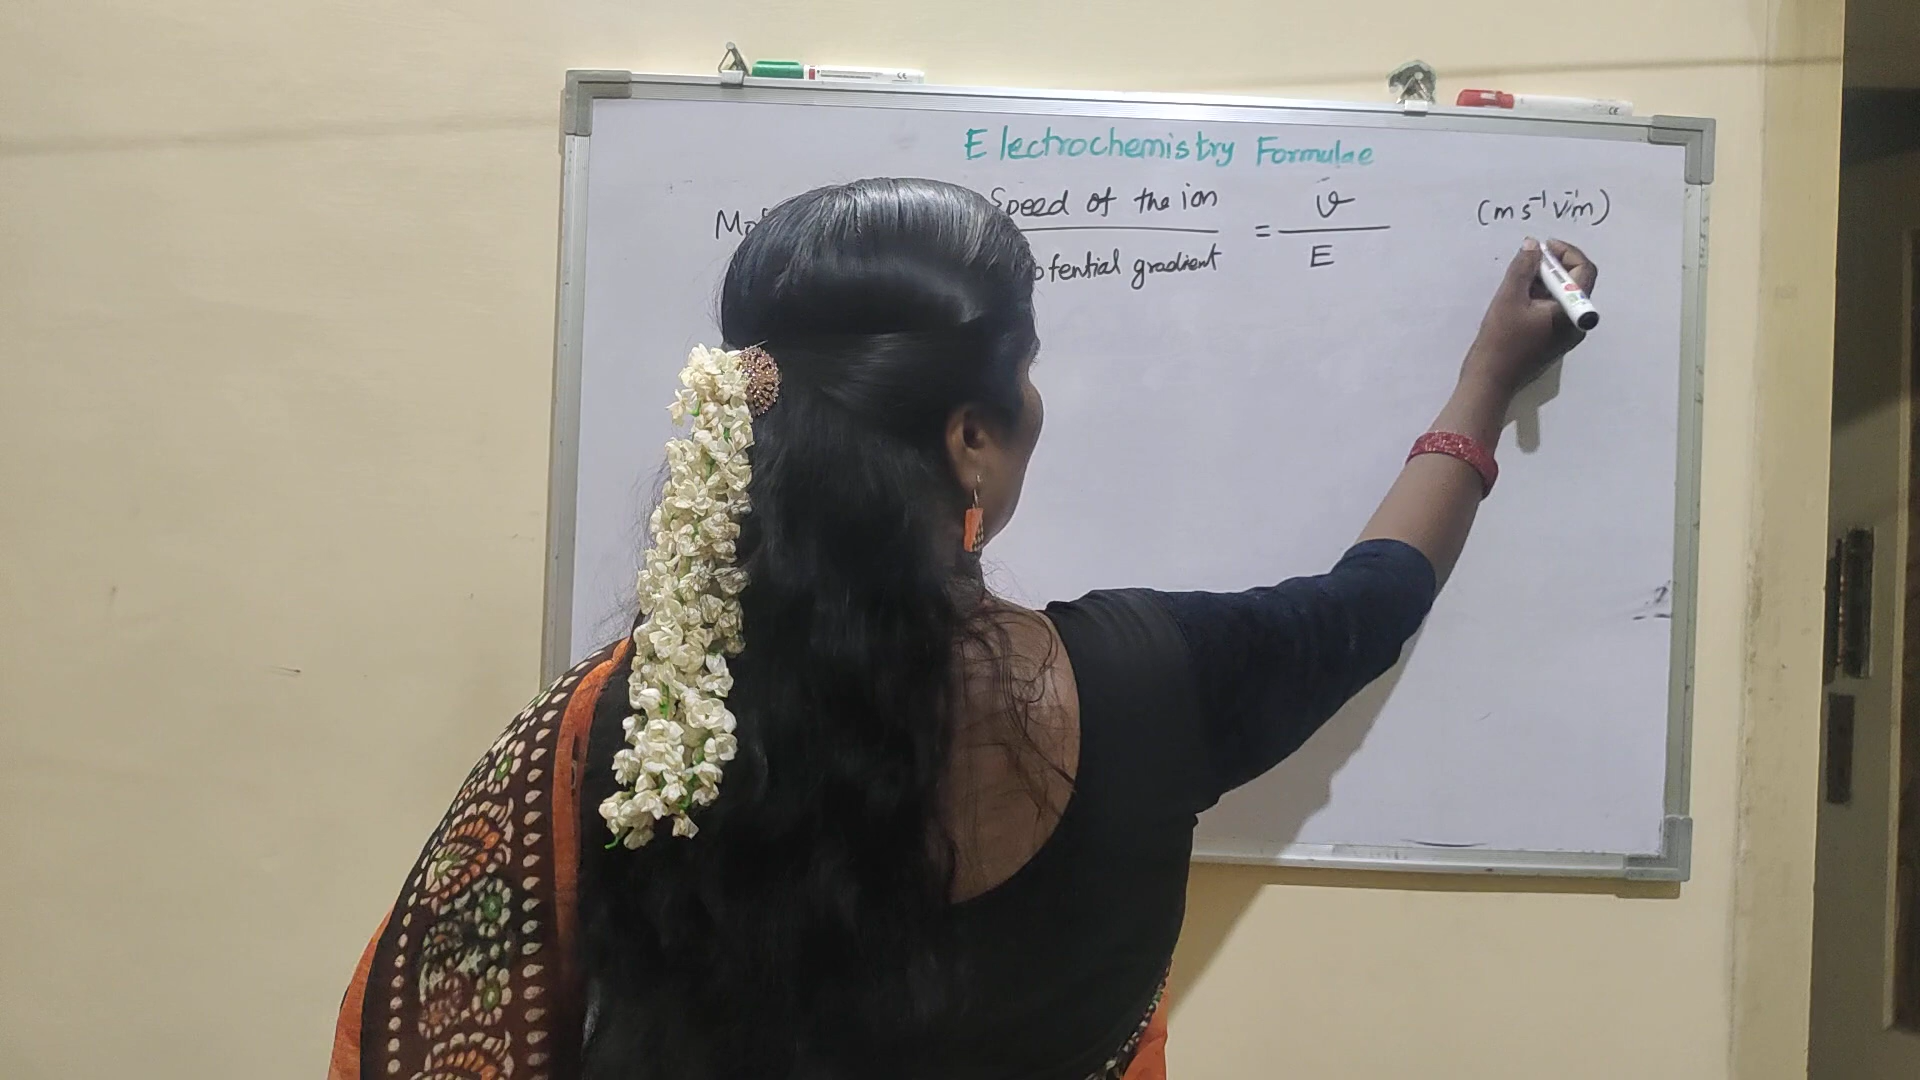 Electrochemistry Formulae
Speed of the ion / Potential gradient = v / E (m s⁻¹ V⁻¹ m)